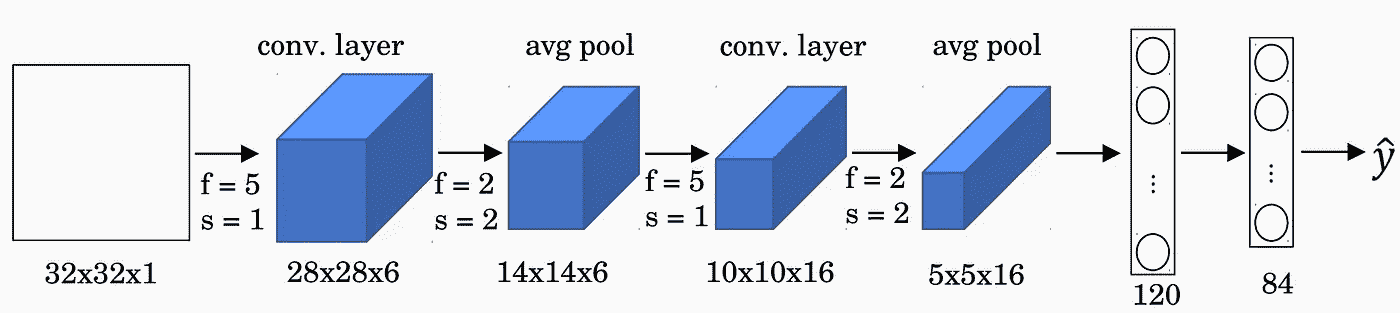 conv. layer
avg pool
conv. layer
avg pool
f = 5
s = 1
f = 2
s = 2
f = 5
s = 1
f = 2
s = 2
ŷ
32x32x1
28x28x6
14x14x6
10x10x16
5x5x16
120
84